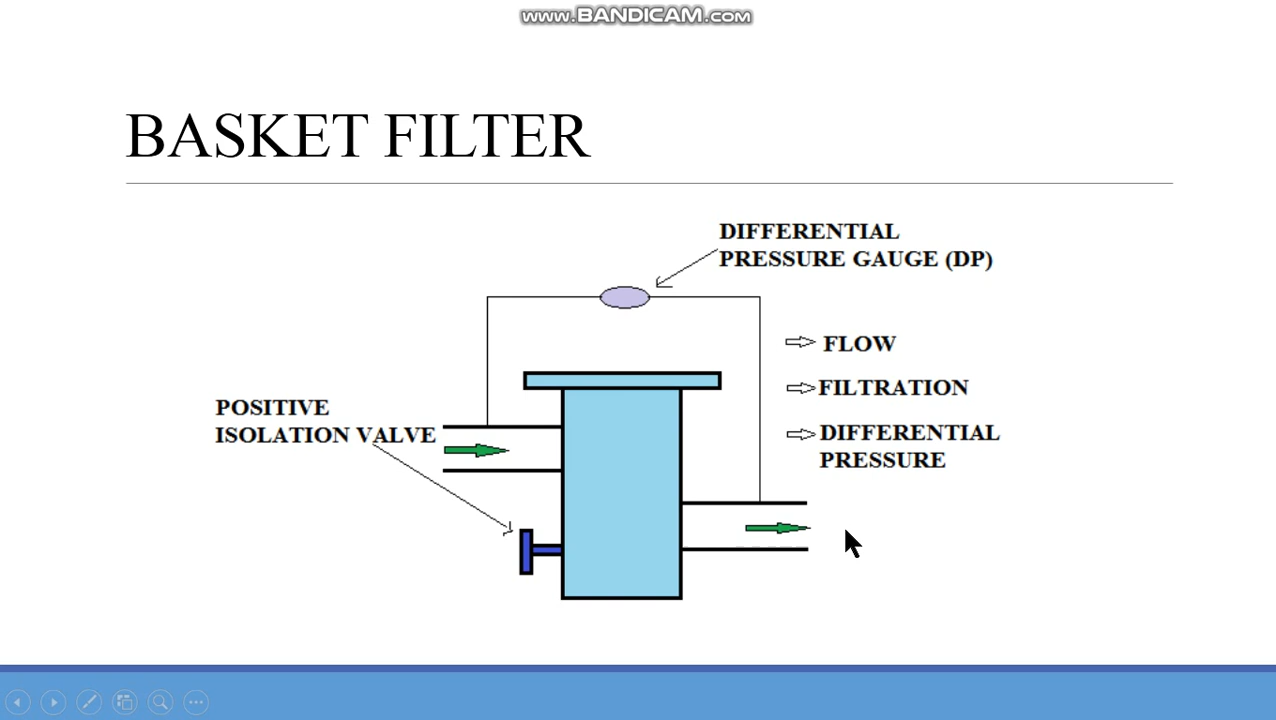 www.BANDICAM.com
BASKET FILTER
DIFFERENTIAL
PRESSURE GAUGE (DP)
FLOW
FILTRATION
POSITIVE
ISOLATION VALVE
DIFFERENTIAL
PRESSURE